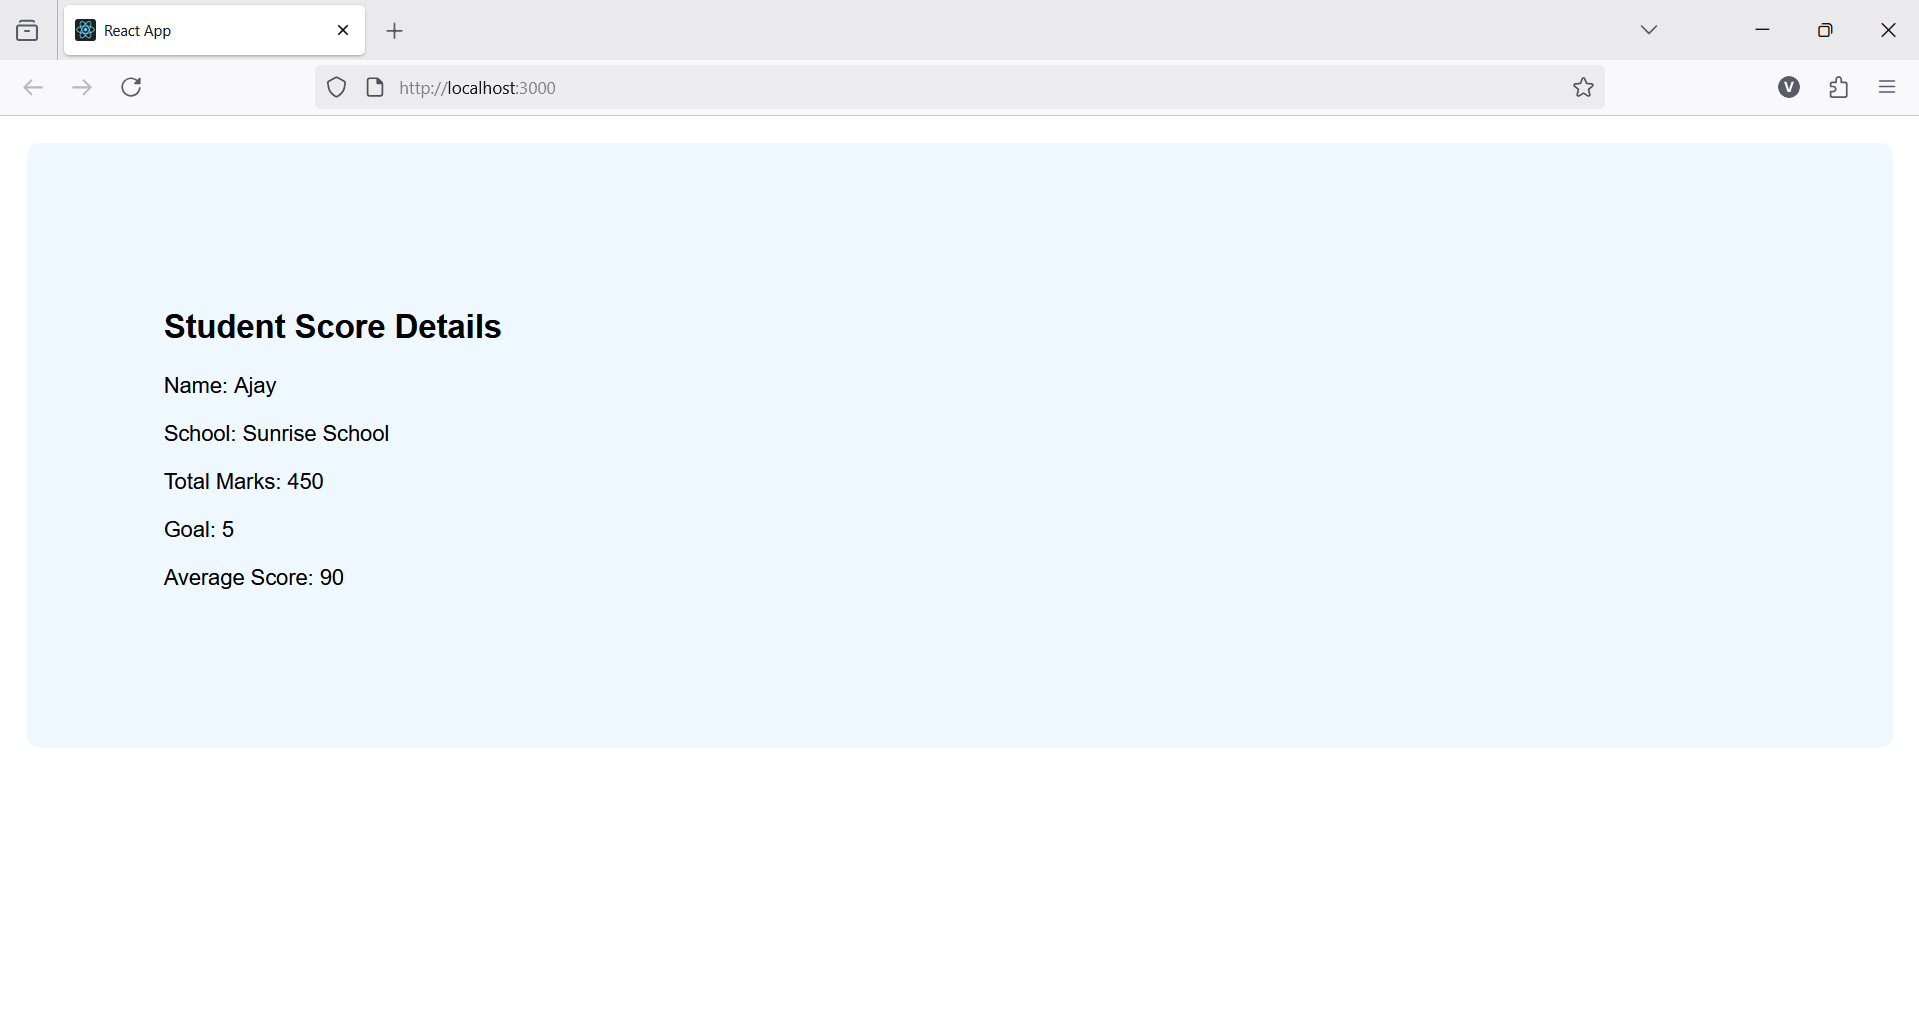 React App
http://localhost:3000
V
Student Score Details
Name: Ajay
School: Sunrise School
Total Marks: 450
Goal: 5
Average Score: 90